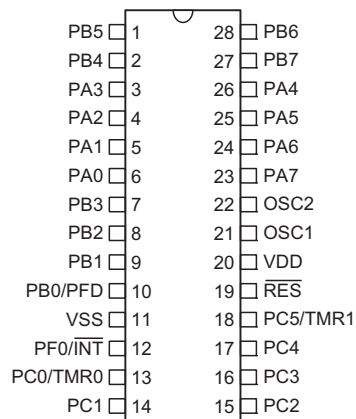 PB5 1 28 PB6
PB4 2 27 PB7
PA3 3 26 PA4
PA2 4 25 PA5
PA1 5 24 PA6
PA0 6 23 PA7
PB3 7 22 OSC2
PB2 8 21 OSC1
PB1 9 20 VDD
PB0/PFD 10 19 R̅E̅S̅
VSS 11 18 PC5/TMR1
PF0/I̅N̅T̅ 12 17 PC4
PC0/TMR0 13 16 PC3
PC1 14 15 PC2